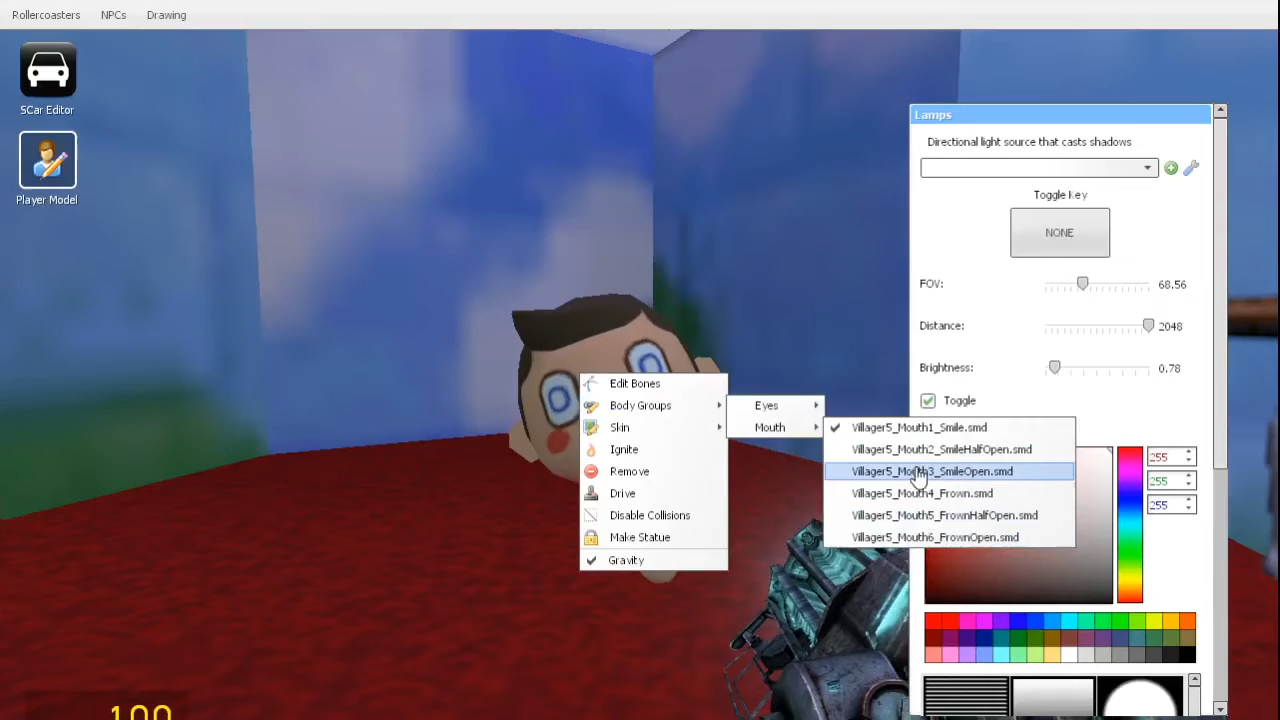 Rollercoasters NPCs Drawing
SCar Editor
Player Model
Lamps
Directional light source that casts shadows
Toggle Key
NONE
FOV: 68.56
Distance: 2048
Brightness: 0.78
Toggle
255
255
255
Edit Bones
Body Groups
Skin
Ignite
Remove
Drive
Disable Collisions
Make Statue
Gravity
Eyes
Mouth
Villager5_Mouth1_Smile.smd
Villager5_Mouth2_SmileHalfOpen.smd
Villager5_Mouth3_SmileOpen.smd
Villager5_Mouth4_Frown.smd
Villager5_Mouth5_FrownHalfOpen.smd
Villager5_Mouth6_FrownOpen.smd
100